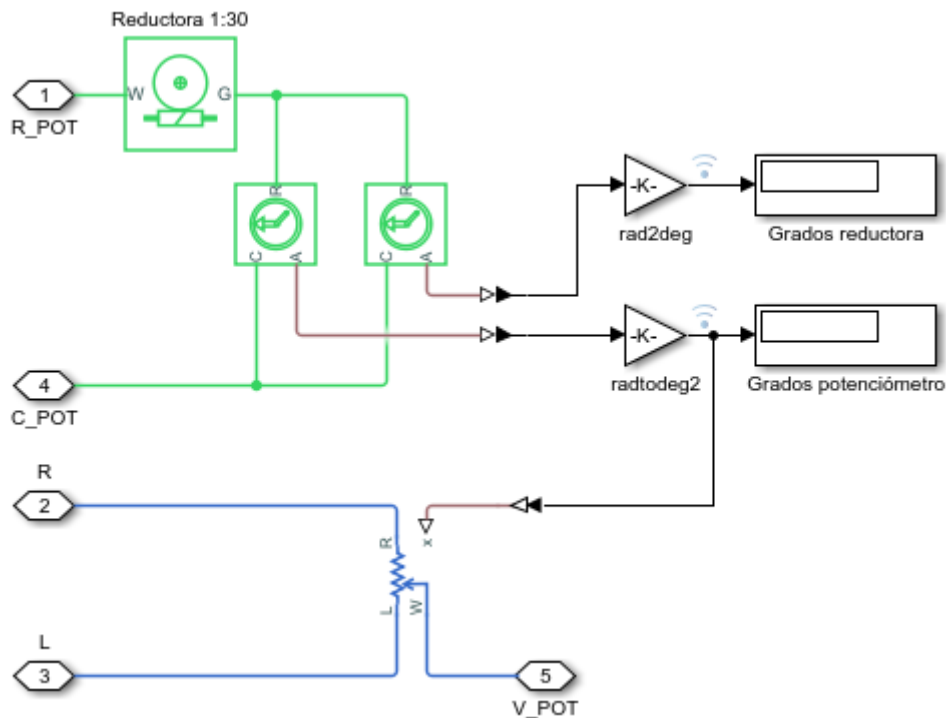 Reductora 1:30
1
W
G
R_POT
R
R
C
A
C
A
-K-
rad2deg
Grados reductora
-K-
radtodeg2
Grados potenciómetro
4
C_POT
R
2
R
x
L
W
L
3
5
V_POT